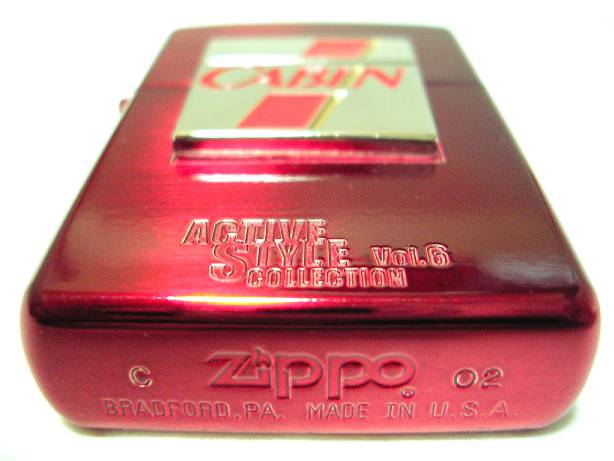 CABIN
ACTIVE
STYLE Vol.6
COLLECTION
C Zippo® 02
BRADFORD,PA. MADE IN U.S.A.